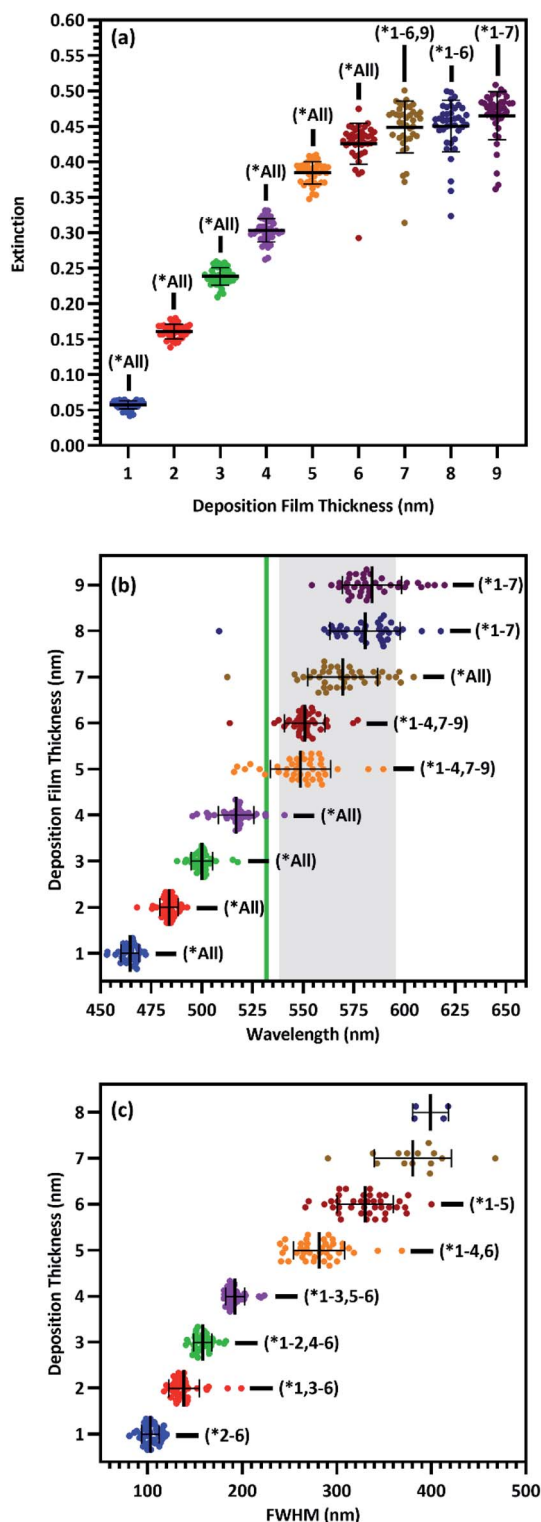 (a)
(*1-6,9)
(*1-7)
(*1-6)
(*All)
(*All)
(*All)
(*All)
(*All)
(*All)
0.60
0.55
0.50
0.45
0.40
0.35
0.30
0.25
0.20
0.15
0.10
0.05
0.00
Extinction
1 2 3 4 5 6 7 8 9
Deposition Film Thickness (nm)
(b)
9 (*1-7)
8 (*1-7)
7 (*All)
6 (*1-4,7-9)
5 (*1-4,7-9)
4 (*All)
3 (*All)
2 (*All)
1 (*All)
Deposition Film Thickness (nm)
450 475 500 525 550 575 600 625 650
Wavelength (nm)
(c)
8
7
6 (*1-5)
5 (*1-4,6)
4 (*1-3,5-6)
3 (*1-2,4-6)
2 (*1,3-6)
1 (*2-6)
Deposition Thickness (nm)
100 200 300 400 500
FWHM (nm)